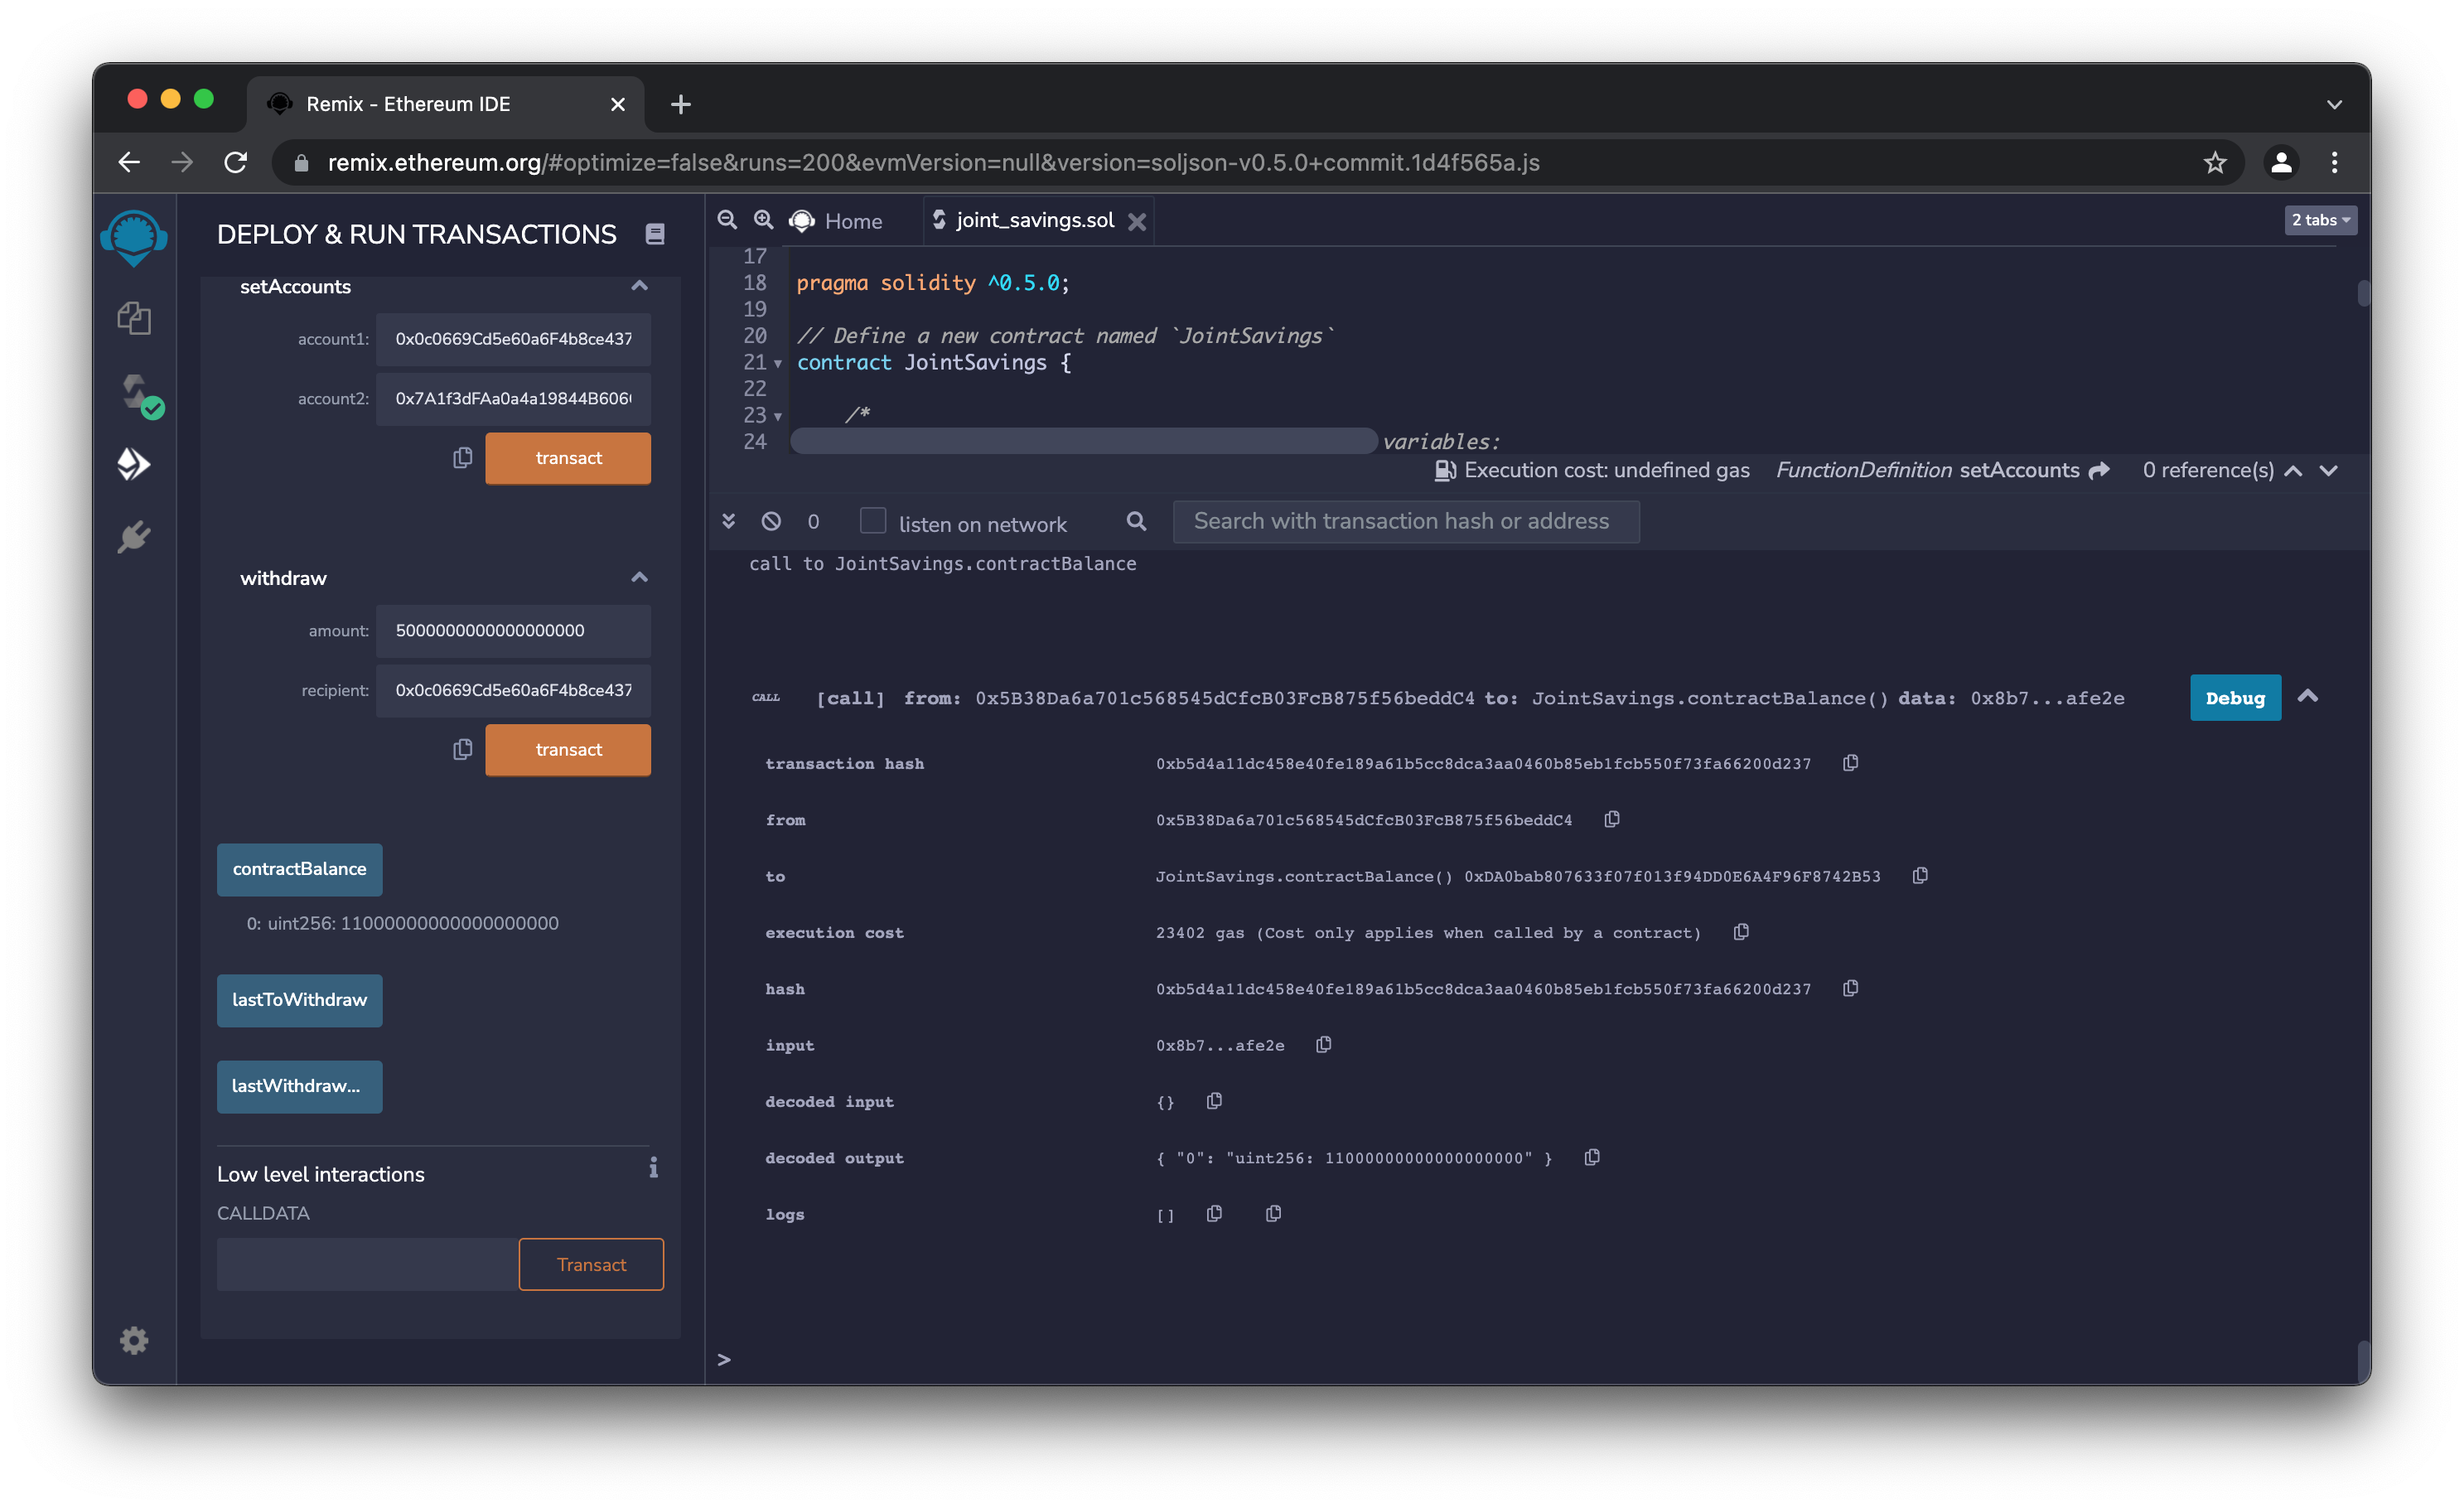 Remix - Ethereum IDE
remix.ethereum.org/#optimize=false&runs=200&evmVersion=null&version=soljson-v0.5.0+commit.1d4f565a.js
DEPLOY & RUN TRANSACTIONS
setAccounts
account1: 0x0c0669Cd5e60a6F4b8ce437
account2: 0x7A1f3dFAa0a4a19844B606
transact
withdraw
amount: 5000000000000000000
recipient: 0x0c0669Cd5e60a6F4b8ce437
transact
contractBalance
0: uint256: 11000000000000000000
lastToWithdraw
lastWithdraw...
Low level interactions
CALLDATA
Transact
Home
joint_savings.sol
2 tabs
17
18 pragma solidity ^0.5.0;
19
20 // Define a new contract named `JointSavings`
21 contract JointSavings {
22
23 /*
24 variables:
Execution cost: undefined gas FunctionDefinition setAccounts 0 reference(s)
0 listen on network Search with transaction hash or address
call to JointSavings.contractBalance
CALL [call] from: 0x5B38Da6a701c568545dCfcB03FcB875f56beddC4 to: JointSavings.contractBalance() data: 0x8b7...afe2e Debug
transaction hash 0xb5d4a11dc458e40fe189a61b5cc8dca3aa0460b85eb1fcb550f73fa66200d237
from 0x5B38Da6a701c568545dCfcB03FcB875f56beddC4
to JointSavings.contractBalance() 0xDA0bab807633f07f013f94DD0E6A4F96F8742B53
execution cost 23402 gas (Cost only applies when called by a contract)
hash 0xb5d4a11dc458e40fe189a61b5cc8dca3aa0460b85eb1fcb550f73fa66200d237
input 0x8b7...afe2e
decoded input {}
decoded output { "0": "uint256: 11000000000000000000" }
logs []
>